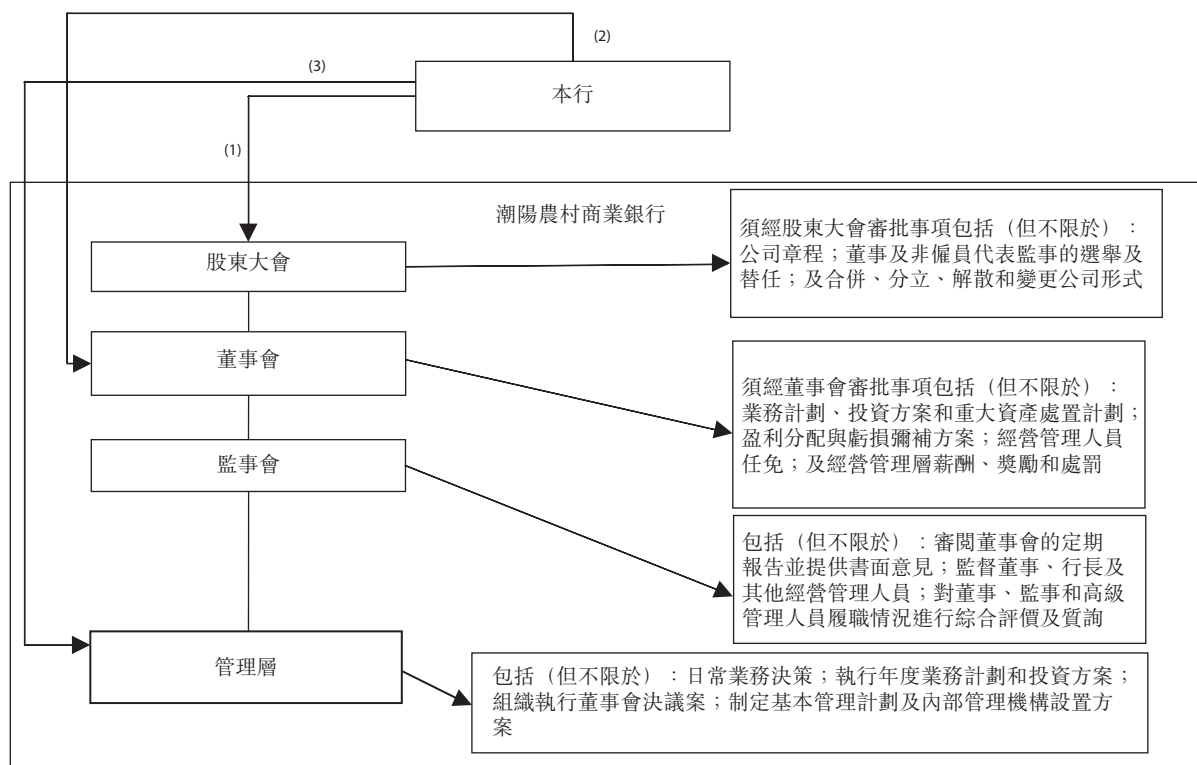 (2)
(3)
本行
(1)
潮陽農村商業銀行
股東大會
須經股東大會審批事項包括（但不限於）：
公司章程；董事及非僱員代表監事的選舉及
替任；及合併、分立、解散和變更公司形式
董事會
須經董事會審批事項包括（但不限於）：
業務計劃、投資方案和重大資產處置計劃；
盈利分配與虧損彌補方案；經營管理人員
任免；及經營管理層薪酬、獎勵和處罰
監事會
包括（但不限於）：審閱董事會的定期
報告並提供書面意見；監督董事、行長及
其他經營管理人員；對董事、監事和高級
管理人員履職情況進行綜合評價及質詢
管理層
包括（但不限於）：日常業務決策；執行年度業務計劃和投資方案；
組織執行董事會決議案；制定基本管理計劃及內部管理機構設置方
案